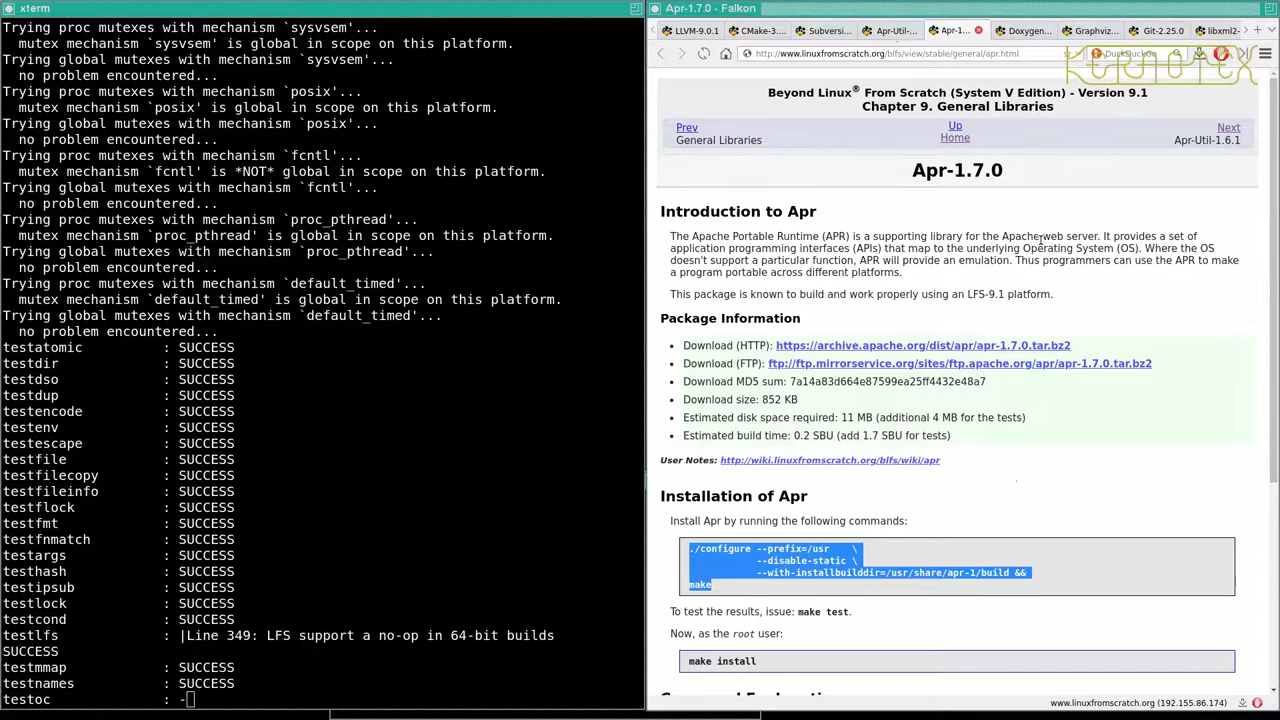 xterm
Trying proc mutexes with mechanism `sysvsem'...
mutex mechanism `sysvsem' is global in scope on this platform.
Trying global mutexes with mechanism `sysvsem'...
no problem encountered...
Trying proc mutexes with mechanism `posix'...
mutex mechanism `posix' is global in scope on this platform.
Trying global mutexes with mechanism `posix'...
no problem encountered...
Trying proc mutexes with mechanism `fcntl'...
mutex mechanism `fcntl' is *NOT* global in scope on this platform.
Trying global mutexes with mechanism `fcntl'...
no problem encountered...
Trying proc mutexes with mechanism `proc_pthread'...
mutex mechanism `proc_pthread' is global in scope on this platform.
Trying global mutexes with mechanism `proc_pthread'...
no problem encountered...
Trying proc mutexes with mechanism `default_timed'...
mutex mechanism `default_timed' is global in scope on this platform.
Trying global mutexes with mechanism `default_timed'...
no problem encountered...
testatomic : SUCCESS
testdir : SUCCESS
testdso : SUCCESS
testdup : SUCCESS
testencode : SUCCESS
testenv : SUCCESS
testescape : SUCCESS
testfile : SUCCESS
testfilecopy : SUCCESS
testfileinfo : SUCCESS
testflock : SUCCESS
testfmt : SUCCESS
testfnmatch : SUCCESS
testargs : SUCCESS
testhash : SUCCESS
testipsub : SUCCESS
testlock : SUCCESS
testcond : SUCCESS
testlfs : |Line 349: LFS support a no-op in 64-bit builds
SUCCESS
testmmap : SUCCESS
testnames : SUCCESS
testoc : -
Apr-1.7.0 - Falkon
LLVM-9.0.1 CMake-3.... Subversi... Apr-Util-... Apr-1... Doxygen... Graphviz... Git-2.25.0 libxml2-
http://www.linuxfromscratch.org/blfs/view/stable/general/apr.html DuckDuckGo
KERNOTEX
Beyond Linux® From Scratch (System V Edition) - Version 9.1
Chapter 9. General Libraries
Prev Up Next
General Libraries Home Apr-Util-1.6.1
Apr-1.7.0
Introduction to Apr
The Apache Portable Runtime (APR) is a supporting library for the Apache web server. It provides a set of
application programming interfaces (APIs) that map to the underlying Operating System (OS). Where the OS
doesn't support a particular function, APR will provide an emulation. Thus programmers can use the APR to make
a program portable across different platforms.
This package is known to build and work properly using an LFS-9.1 platform.
Package Information
Download (HTTP): https://archive.apache.org/dist/apr/apr-1.7.0.tar.bz2
Download (FTP): ftp://ftp.mirrorservice.org/sites/ftp.apache.org/apr/apr-1.7.0.tar.bz2
Download MD5 sum: 7a14a83d664e87599ea25ff4432e48a7
Download size: 852 KB
Estimated disk space required: 11 MB (additional 4 MB for the tests)
Estimated build time: 0.2 SBU (add 1.7 SBU for tests)
User Notes: http://wiki.linuxfromscratch.org/blfs/wiki/apr
Installation of Apr
Install Apr by running the following commands:
./configure --prefix=/usr \
--disable-static \
--with-installbuilddir=/usr/share/apr-1/build &&
make
To test the results, issue: make test.
Now, as the root user:
make install
www.linuxfromscratch.org (192.155.86.174)